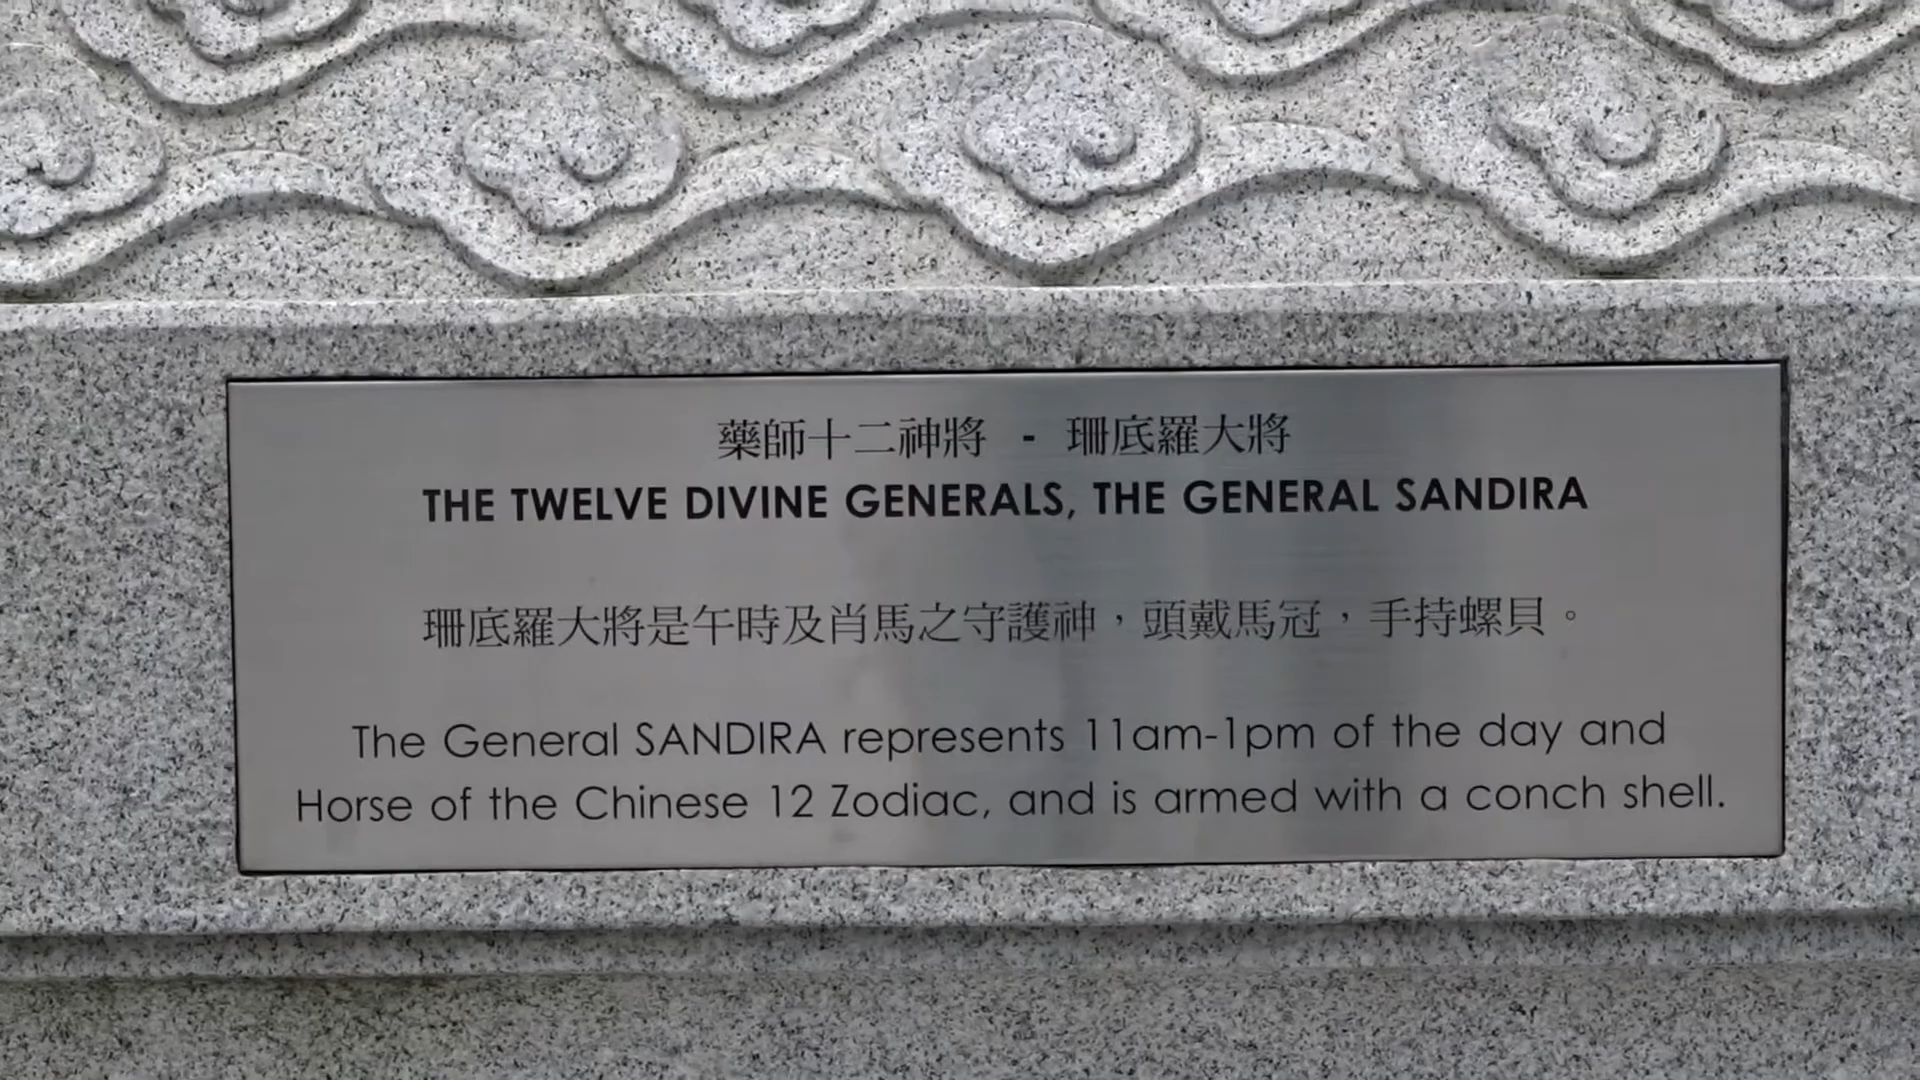 藥師十二神將 - 珊底羅大將
THE TWELVE DIVINE GENERALS, THE GENERAL SANDIRA
珊底羅大將是午時及肖馬之守護神，頭戴馬冠，手持螺貝。
The General SANDIRA represents 11am-1pm of the day and
Horse of the Chinese 12 Zodiac, and is armed with a conch shell.